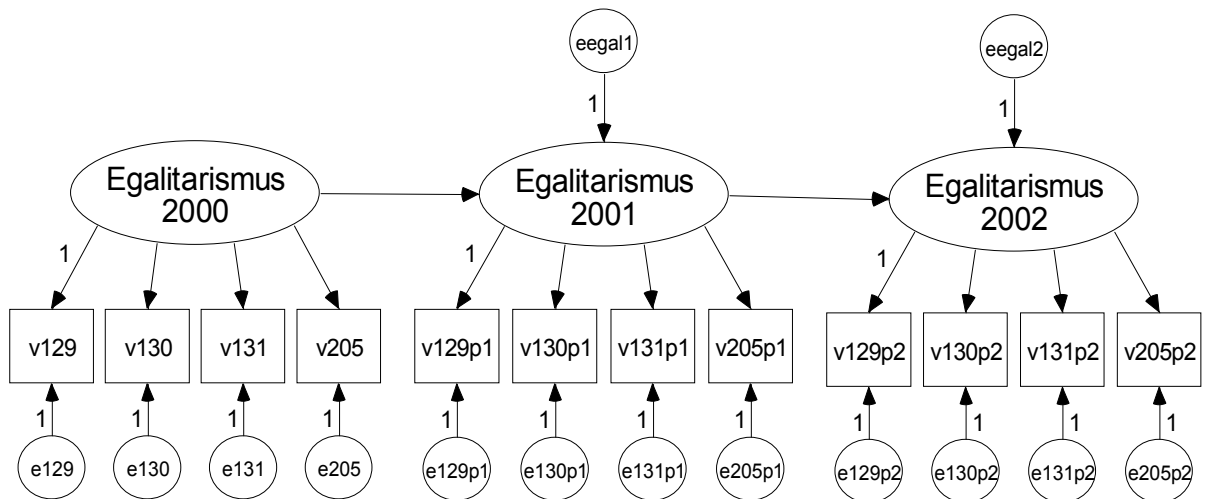 eegal1
eegal2
1
1
Egalitarismus
2000
Egalitarismus
2001
Egalitarismus
2002
1
1
1
v129
v130
v131
v205
v129p1
v130p1
v131p1
v205p1
v129p2
v130p2
v131p2
v205p2
1
1
1
1
1
1
1
1
1
1
1
1
e129
e130
e131
e205
e129p1
e130p1
e131p1
e205p1
e129p2
e130p2
e131p2
e205p2